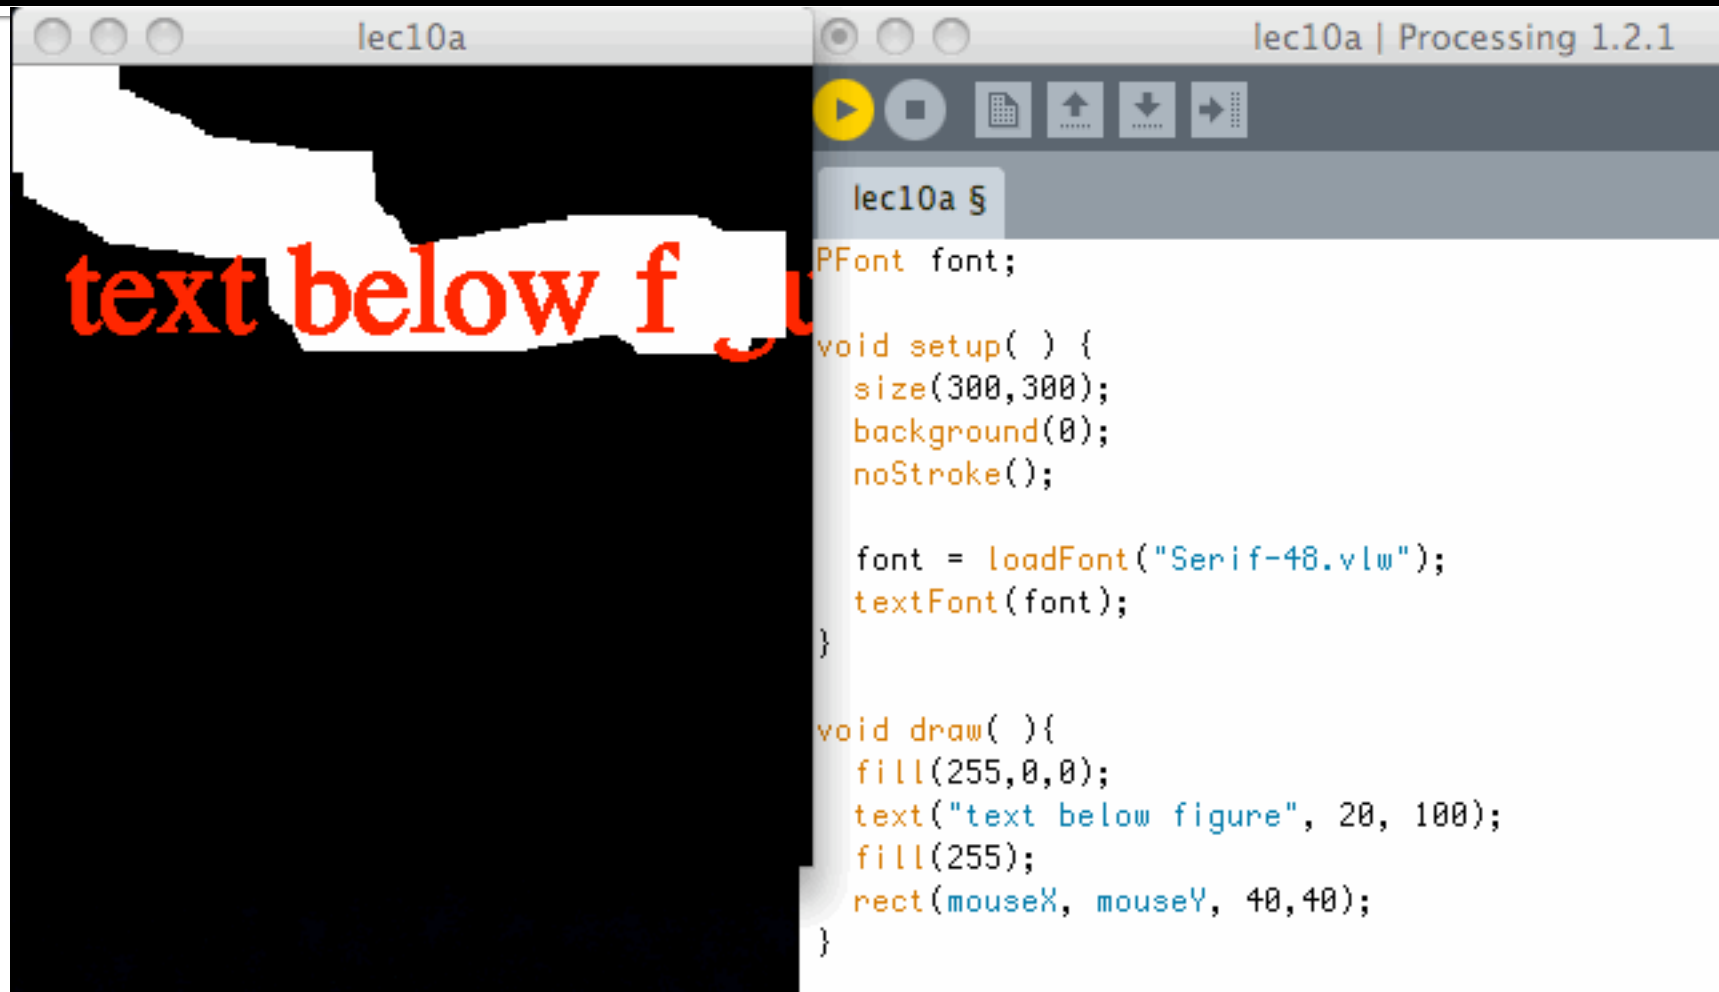 lec10a
text below f gu
lec10a | Processing 1.2.1
lec10a §
PFont font;
void setup( ) {
size(300,300);
background(0);
noStroke();
font = loadFont("Serif-48.vlw");
textFont(font);
}
void draw( ){
fill(255,0,0);
text("text below figure", 20, 100);
fill(255);
rect(mouseX, mouseY, 40,40);
}